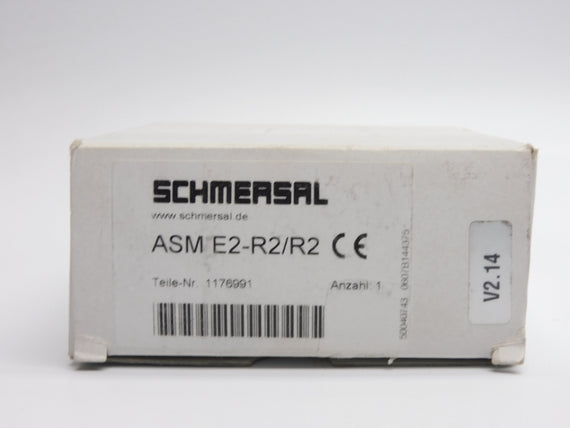 SCHMERSAL
www.schmersal.de
ASM E2-R2/R2 CE
Teile-Nr. 1176991 Anzahl: 1
V2.14